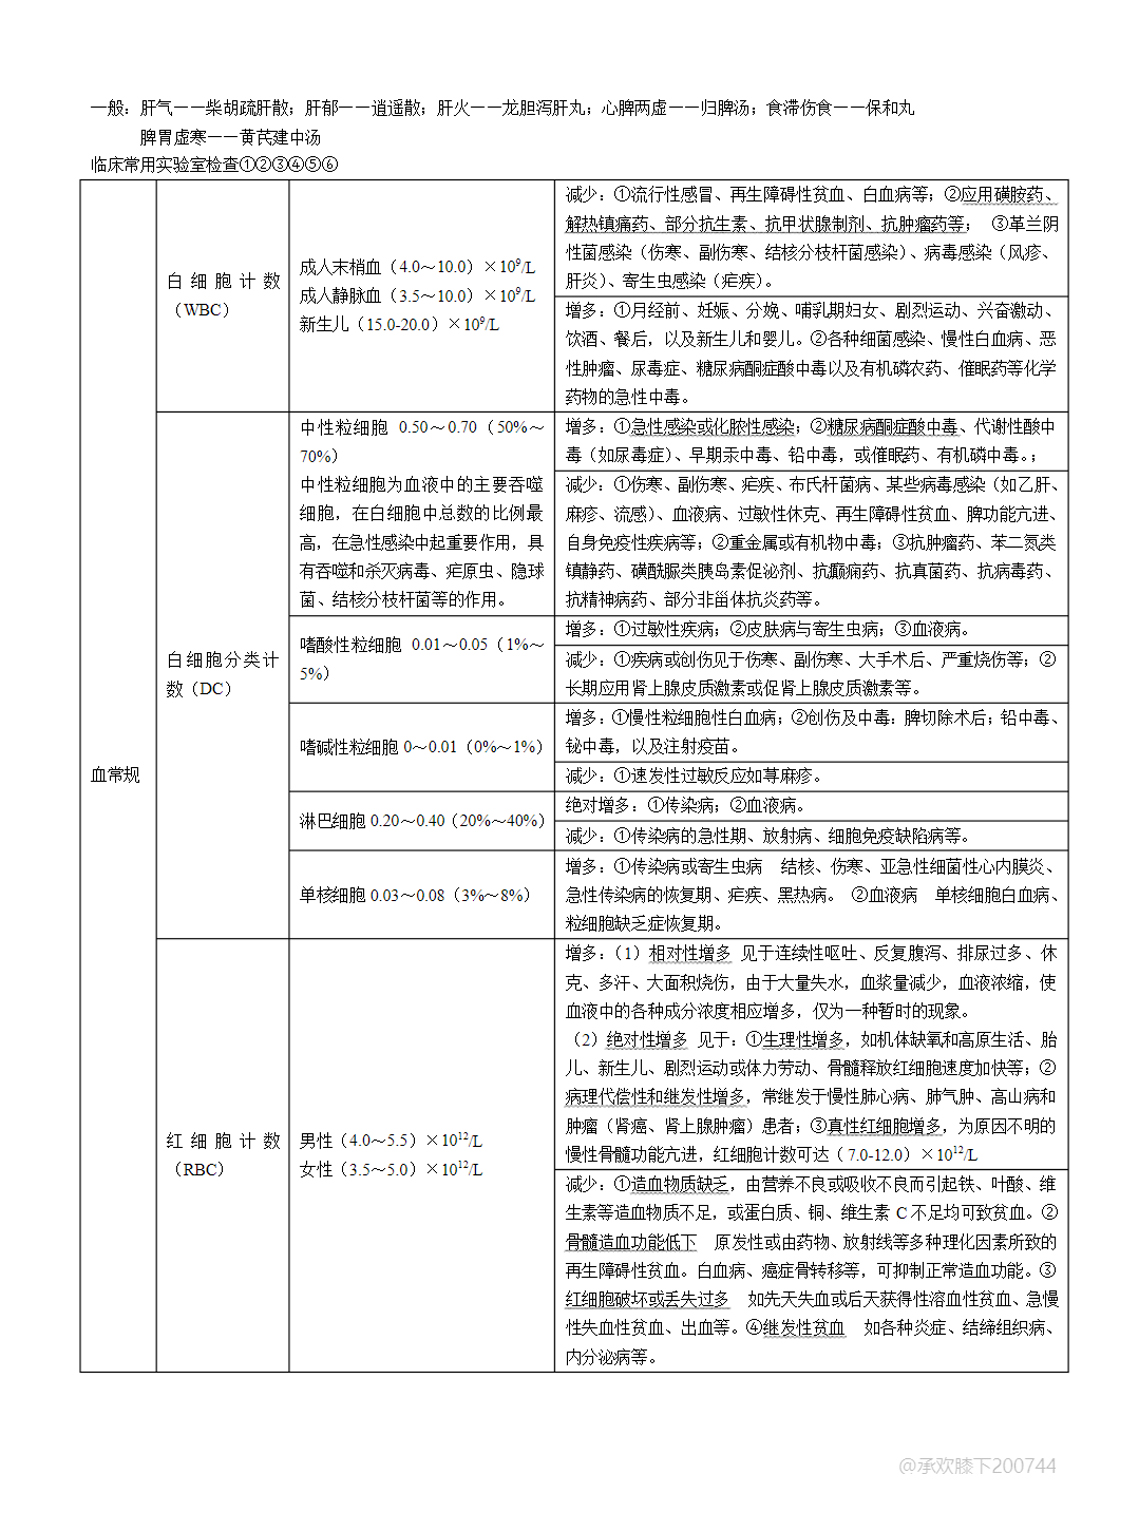 一般：肝气——柴胡疏肝散；肝郁——逍遥散；肝火——龙胆泻肝丸；心脾两虚——归脾汤；食滞伤食——保和丸
脾胃虚寒——黄芪建中汤
临床常用实验室检查①②③④⑤⑥
血常规
白细胞计数
（WBC）
成人末梢血（4.0～10.0）×10⁹/L
成人静脉血（3.5～10.0）×10⁹/L
新生儿（15.0-20.0）×10⁹/L
减少：①流行性感冒、再生障碍性贫血、白血病等；②应用磺胺药、
解热镇痛药、部分抗生素、抗甲状腺制剂、抗肿瘤药等； ③革兰阴
性菌感染（伤寒、副伤寒、结核分枝杆菌感染）、病毒感染（风疹、
肝炎）、寄生虫感染（疟疾）。
增多：①月经前、妊娠、分娩、哺乳期妇女、剧烈运动、兴奋激动、
饮酒、餐后，以及新生儿和婴儿。②各种细菌感染、慢性白血病、恶
性肿瘤、尿毒症、糖尿病酮症酸中毒以及有机磷农药、催眠药等化学
药物的急性中毒。
白细胞分类计
数（DC）
中性粒细胞 0.50～0.70（50%～
70%）
中性粒细胞为血液中的主要吞噬
细胞，在白细胞中总数的比例最
高，在急性感染中起重要作用，具
有吞噬和杀灭病毒、疟原虫、隐球
菌、结核分枝杆菌等的作用。
增多：①急性感染或化脓性感染；②糖尿病酮症酸中毒、代谢性酸中
毒（如尿毒症）、早期汞中毒、铅中毒，或催眠药、有机磷中毒。；
减少：①伤寒、副伤寒、疟疾、布氏杆菌病、某些病毒感染（如乙肝、
麻疹、流感）、血液病、过敏性休克、再生障碍性贫血、脾功能亢进、
自身免疫性疾病等；②重金属或有机物中毒；③抗肿瘤药、苯二氮类
镇静药、磺酰脲类胰岛素促泌剂、抗癫痫药、抗真菌药、抗病毒药、
抗精神病药、部分非甾体抗炎药等。
嗜酸性粒细胞 0.01～0.05（1%～
5%）
增多：①过敏性疾病；②皮肤病与寄生虫病；③血液病。
减少：①疾病或创伤见于伤寒、副伤寒、大手术后、严重烧伤等；②
长期应用肾上腺皮质激素或促肾上腺皮质激素等。
嗜碱性粒细胞 0～0.01（0%～1%）
增多：①慢性粒细胞性白血病；②创伤及中毒：脾切除术后；铅中毒、
铋中毒，以及注射疫苗。
减少：①速发性过敏反应如荨麻疹。
淋巴细胞 0.20～0.40（20%～40%）
绝对增多：①传染病；②血液病。
减少：①传染病的急性期、放射病、细胞免疫缺陷病等。
单核细胞 0.03～0.08（3%～8%）
增多：①传染病或寄生虫病 结核、伤寒、亚急性细菌性心内膜炎、
急性传染病的恢复期、疟疾、黑热病。 ②血液病 单核细胞白血病、
粒细胞缺乏症恢复期。
红细胞计数
（RBC）
男性（4.0～5.5）×10¹²/L
女性（3.5～5.0）×10¹²/L
增多：（1）相对性增多 见于连续性呕吐、反复腹泻、排尿过多、休
克、多汗、大面积烧伤，由于大量失水，血浆量减少，血液浓缩，使
血液中的各种成分浓度相应增多，仅为一种暂时的现象。
（2）绝对性增多 见于：①生理性增多，如机体缺氧和高原生活、胎
儿、新生儿、剧烈运动或体力劳动、骨髓释放红细胞速度加快等；②
病理代偿性和继发性增多，常继发于慢性肺心病、肺气肿、高山病和
肿瘤（肾癌、肾上腺肿瘤）患者；③真性红细胞增多，为原因不明的
慢性骨髓功能亢进，红细胞计数可达（7.0-12.0）×10¹²/L
减少：①造血物质缺乏，由营养不良或吸收不良而引起铁、叶酸、维
生素等造血物质不足，或蛋白质、铜、维生素 C 不足均可致贫血。②
骨髓造血功能低下 原发性或由药物、放射线等多种理化因素所致的
再生障碍性贫血。白血病、癌症骨转移等，可抑制正常造血功能。③
红细胞破坏或丢失过多 如先天失血或后天获得性溶血性贫血、急慢
性失血性贫血、出血等。④继发性贫血 如各种炎症、结缔组织病、
内分泌病等。
@承欢膝下200744